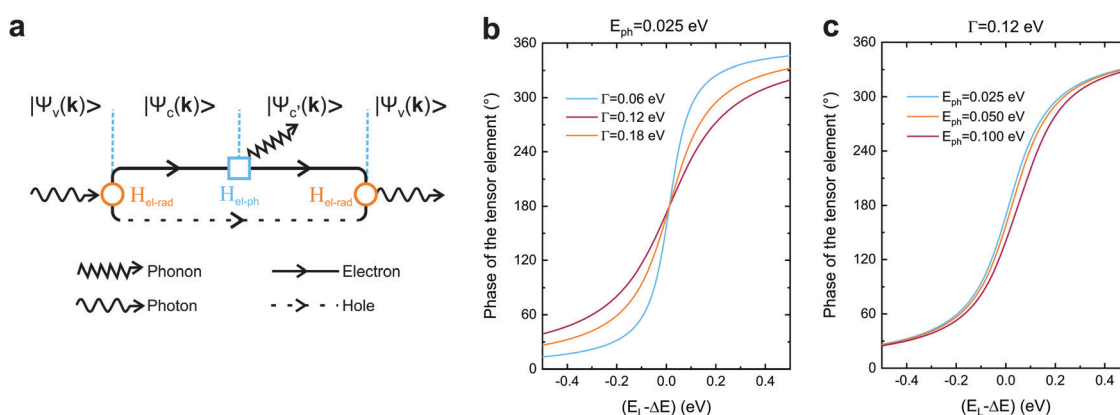 a
|Ψv(k)> |Ψc(k)> |Ψc'(k)> |Ψv(k)>
Hel-rad Hel-ph Hel-rad
Phonon Electron
Photon Hole
b
Eph=0.025 eV
Phase of the tensor element (°)
360
300
240
180
120
60
0
Γ=0.06 eV
Γ=0.12 eV
Γ=0.18 eV
-0.4 -0.2 0.0 0.2 0.4
(EL-ΔE) (eV)
c
Γ=0.12 eV
Phase of the tensor element (°)
360
300
240
180
120
60
0
Eph=0.025 eV
Eph=0.050 eV
Eph=0.100 eV
-0.4 -0.2 0.0 0.2 0.4
(EL-ΔE) (eV)